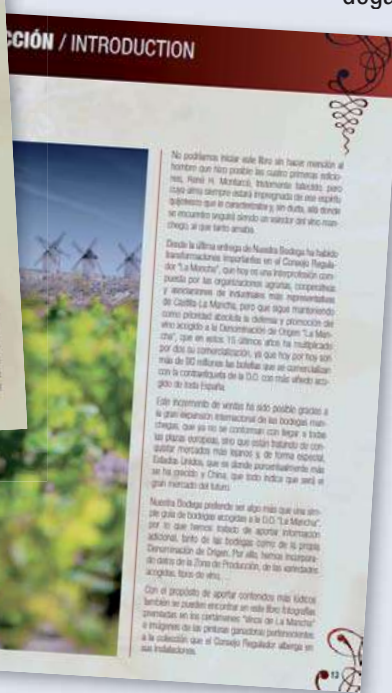 doga
CCIÓN / INTRODUCTION
No podríamos iniciar este libro sin hacer mención al
hombre que hizo posible las cuatro primeras edicio-
nes, René H. Montarcé, tristemente fallecido, pero
cuya alma siempre estará impregnada de ese espíritu
quijotesco que le caracterizaba y, sin duda, allá donde
se encuentre seguirá siendo un valedor del vino man-
chego, al que tanto amaba.
Desde la última entrega de Nuestra Bodega ha habido
transformaciones importantes en el Consejo Regula-
dor "La Mancha", que hoy es una Interprofesión com-
puesta por las organizaciones agrarias, cooperativas
y asociaciones de industriales más representativas
de Castilla-La Mancha, pero que sigue manteniendo
como prioridad absoluta la defensa y promoción del
vino acogido a la Denominación de Origen "La Man-
cha", que en estos 15 últimos años ha multiplicado
por dos su comercialización, ya que hoy por hoy son
más de 90 millones las botellas que se comercializan
con la contraetiqueta de la D.O. con más viñedo aco-
gido de toda España.
Este incremento de ventas ha sido posible gracias a
la gran expansión internacional de las bodegas man-
chegas, que ya no se conforman con llegar a todas
las plazas europeas, sino que están tratando de con-
quistar mercados más lejanos y, de forma especial,
Estados Unidos, que es donde porcentualmente más
se ha crecido y China, que todo indica que será el
gran mercado del futuro.
Nuestra Bodega pretende ser algo más que una sim-
ple guía de bodegas acogidas a la D.O. "La Mancha",
por lo que hemos tratado de aportar información
adicional, tanto de las bodegas como de la propia
Denominación de Origen. Por ello, hemos incorpora-
do datos de la Zona de Producción, de las variedades
acogidas, tipos de vino, ...
Con el propósito de aportar contenidos más lúdicos
también se pueden encontrar en este libro fotografías
premiadas en los certámenes "Vinos de La Mancha"
e imágenes de las pinturas ganadoras pertenecientes
a la colección que el Consejo Regulador alberga en
sus instalaciones.
13